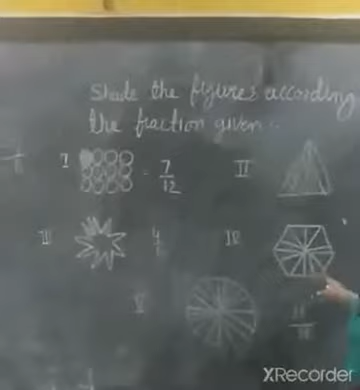 Shade the figures according
the fraction given.
I = 7/12 II
III 4 IV
V
XRecorder